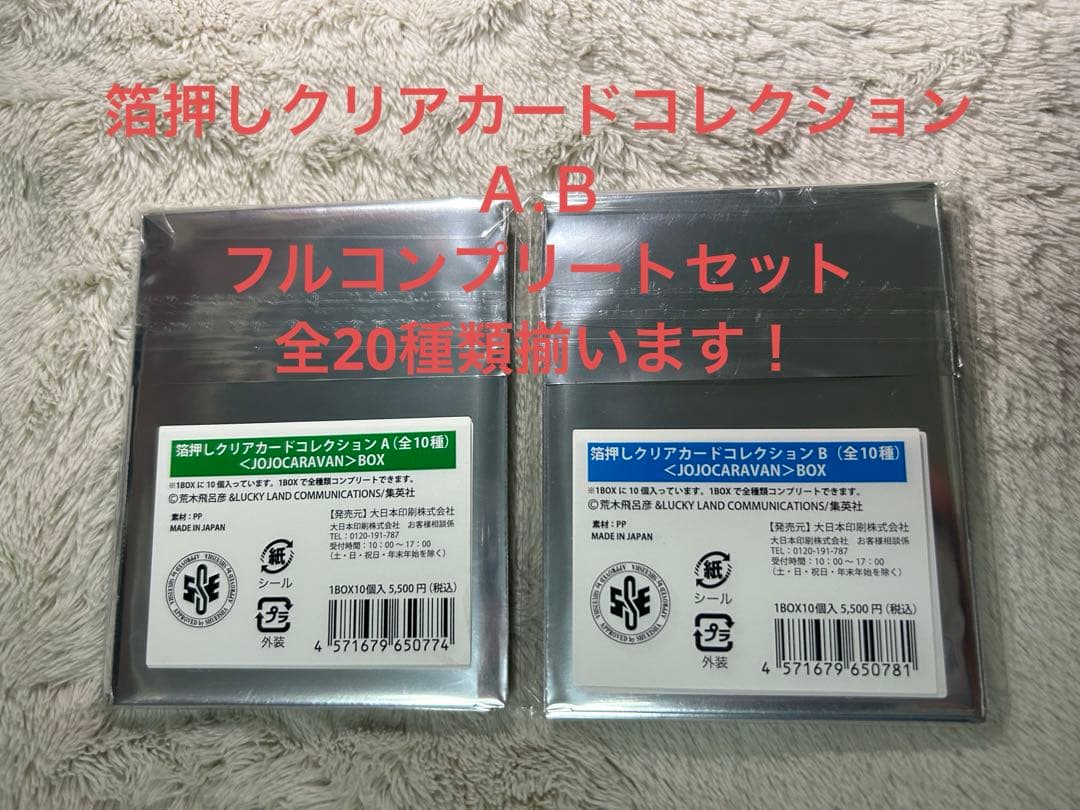 箔押しクリアカードコレクション
A.B
フルコンプリートセット
全20種類揃います！
箔押しクリアカードコレクション A（全10種）
＜JOJOCARAVAN＞BOX
※1BOXに10個入っています。1BOXで全種類コンプリートできます。
©荒木飛呂彦 &LUCKY LAND COMMUNICATIONS/集英社
素材：PP
MADE IN JAPAN
【発売元】大日本印刷株式会社
大日本印刷株式会社　お客様相談係
TEL：0120-191-787
受付時間：10：00～17：00
（土・日・祝日・年末年始を除く）
APPROVED by SHUEISHA
紙
シール
プラ
外装
1BOX10個入 5,500円（税込）
4 571679 650774
箔押しクリアカードコレクション B（全10種）
＜JOJOCARAVAN＞BOX
※1BOXに10個入っています。1BOXで全種類コンプリートできます。
©荒木飛呂彦 &LUCKY LAND COMMUNICATIONS/集英社
素材：PP
MADE IN JAPAN
【発売元】大日本印刷株式会社
大日本印刷株式会社　お客様相談係
TEL：0120-191-787
受付時間：10：00～17：00
（土・日・祝日・年末年始を除く）
APPROVED by SHUEISHA
紙
シール
プラ
外装
1BOX10個入 5,500円（税込）
4 571679 650781